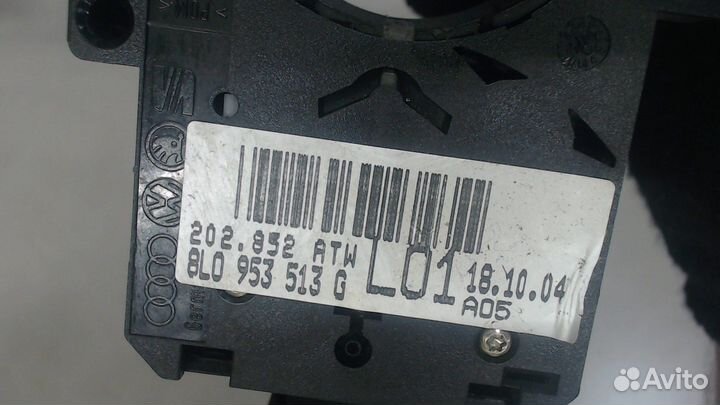 202.852 ATW
8L0 953 513 G
L01
18.10.04
A05
Avito